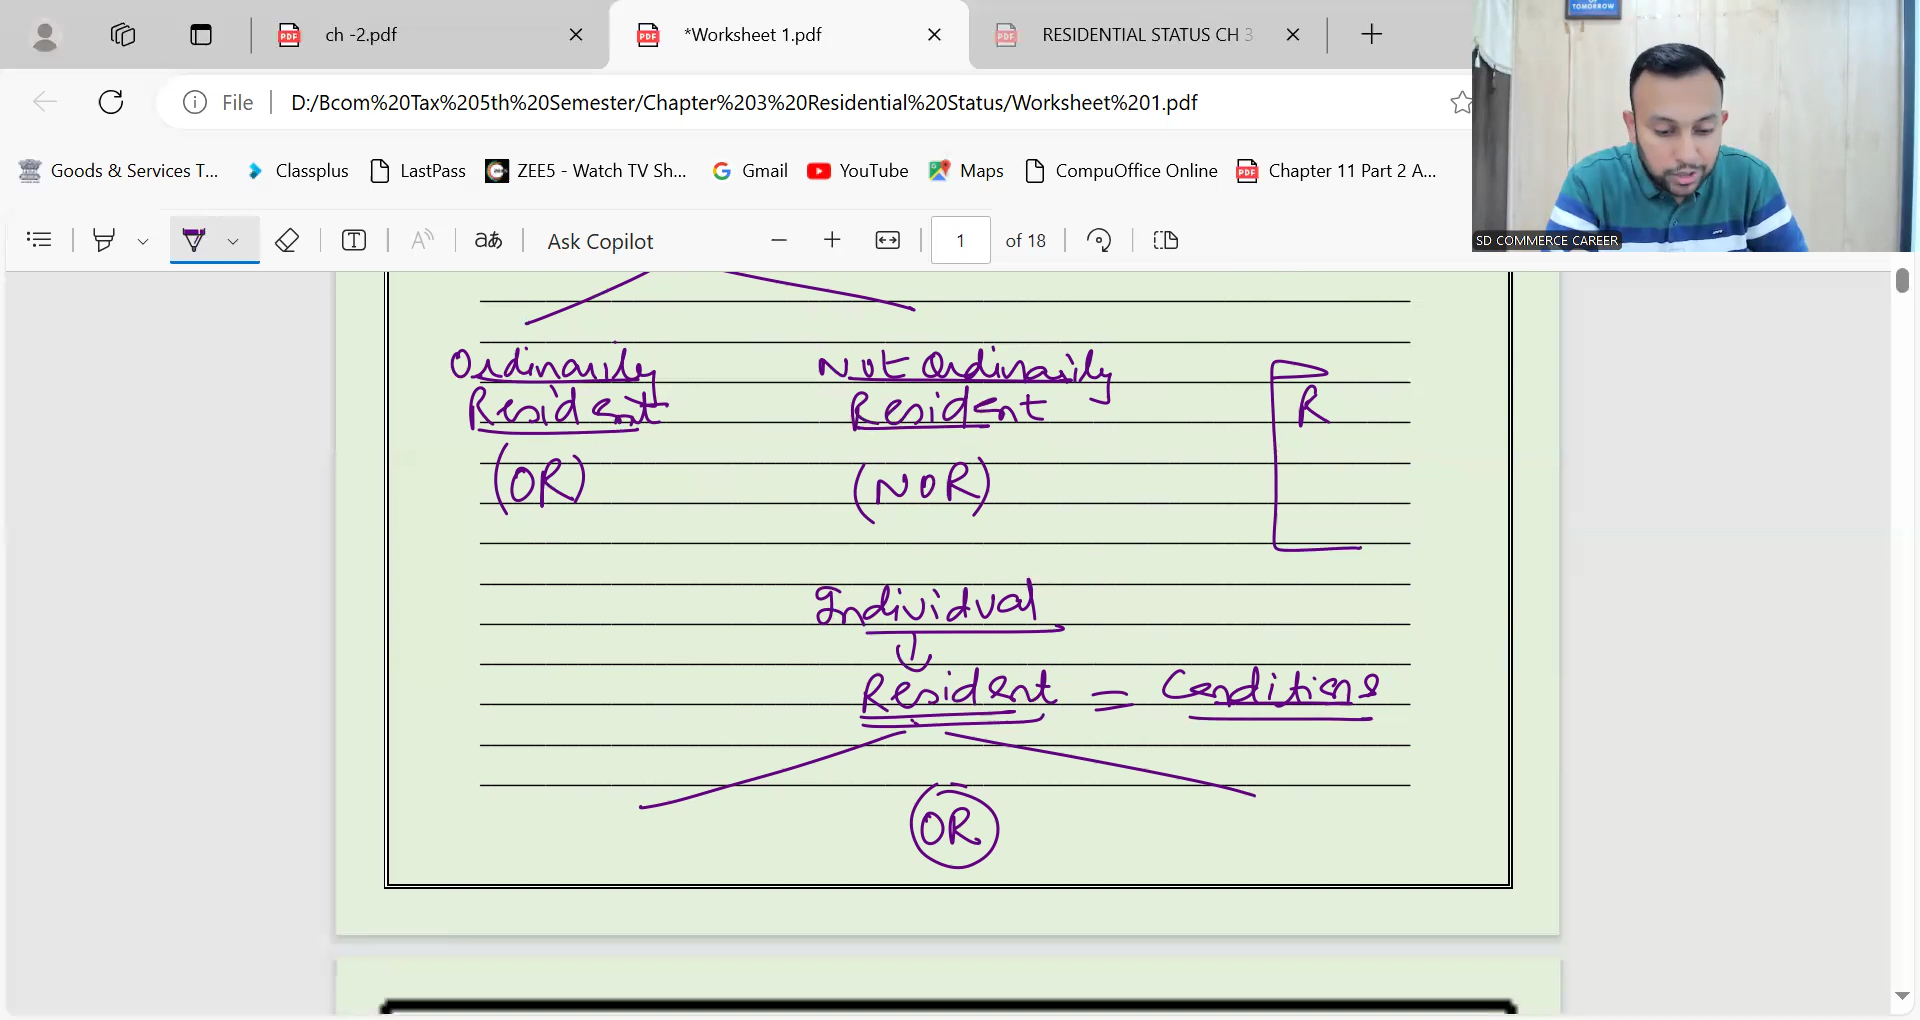 ch -2.pdf
*Worksheet 1.pdf
RESIDENTIAL STATUS CH 3
OF TOMORROW
File
D:/Bcom%20Tax%205th%20Semester/Chapter%203%20Residential%20Status/Worksheet%201.pdf
Goods & Services T...
Classplus
LastPass
ZEE5 - Watch TV Sh...
Gmail
YouTube
Maps
CompuOffice Online
Chapter 11 Part 2 A...
Ask Copilot
1 of 18
SD COMMERCE CAREER
Ordinarily Not Ordinarily
Resident Resident R
(OR) (NOR)
Individual
Resident = Conditions
OR